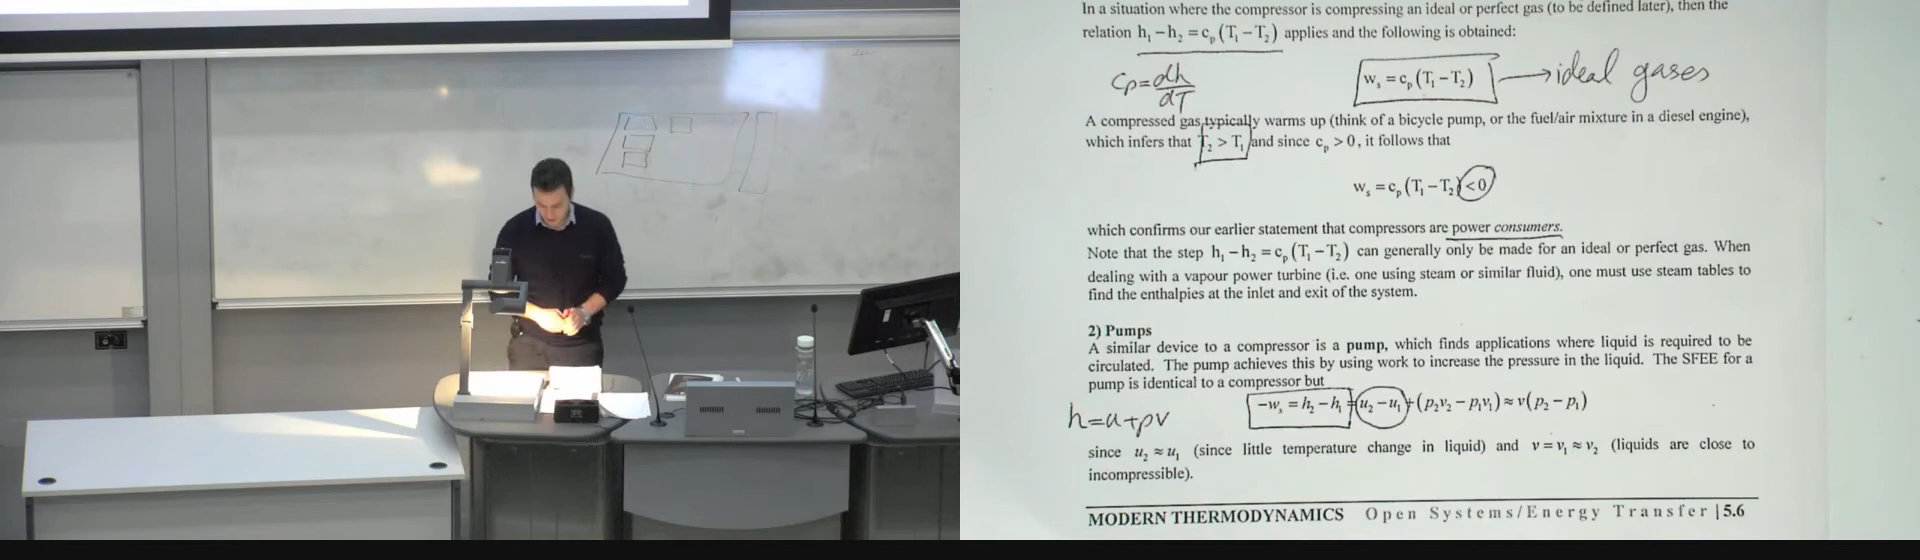 In a situation where the compressor is compressing an ideal or perfect gas (to be defined later), then the
relation h₁ − h₂ = cₚ (T₁ − T₂) applies and the following is obtained:
cp = dh/dT
wₛ = cₚ (T₁ − T₂) → ideal gases
A compressed gas typically warms up (think of a bicycle pump, or the fuel/air mixture in a diesel engine),
which infers that T₂ > T₁ and since cₚ > 0, it follows that
wₛ = cₚ (T₁ − T₂) < 0
which confirms our earlier statement that compressors are power consumers.
Note that the step h₁ − h₂ = cₚ (T₁ − T₂) can generally only be made for an ideal or perfect gas. When
dealing with a vapour power turbine (i.e. one using steam or similar fluid), one must use steam tables to
find the enthalpies at the inlet and exit of the system.
2) Pumps
A similar device to a compressor is a pump, which finds applications where liquid is required to be
circulated. The pump achieves this by using work to increase the pressure in the liquid. The SFEE for a
pump is identical to a compressor but
−wₛ = h₂ − h₁ = (u₂ − u₁) + (p₂v₂ − p₁v₁) ≈ v(p₂ − p₁)
h=u+pv
since u₂ ≈ u₁ (since little temperature change in liquid) and v = v₁ ≈ v₂ (liquids are close to
incompressible).
MODERN THERMODYNAMICS Open Systems/Energy Transfer | 5.6